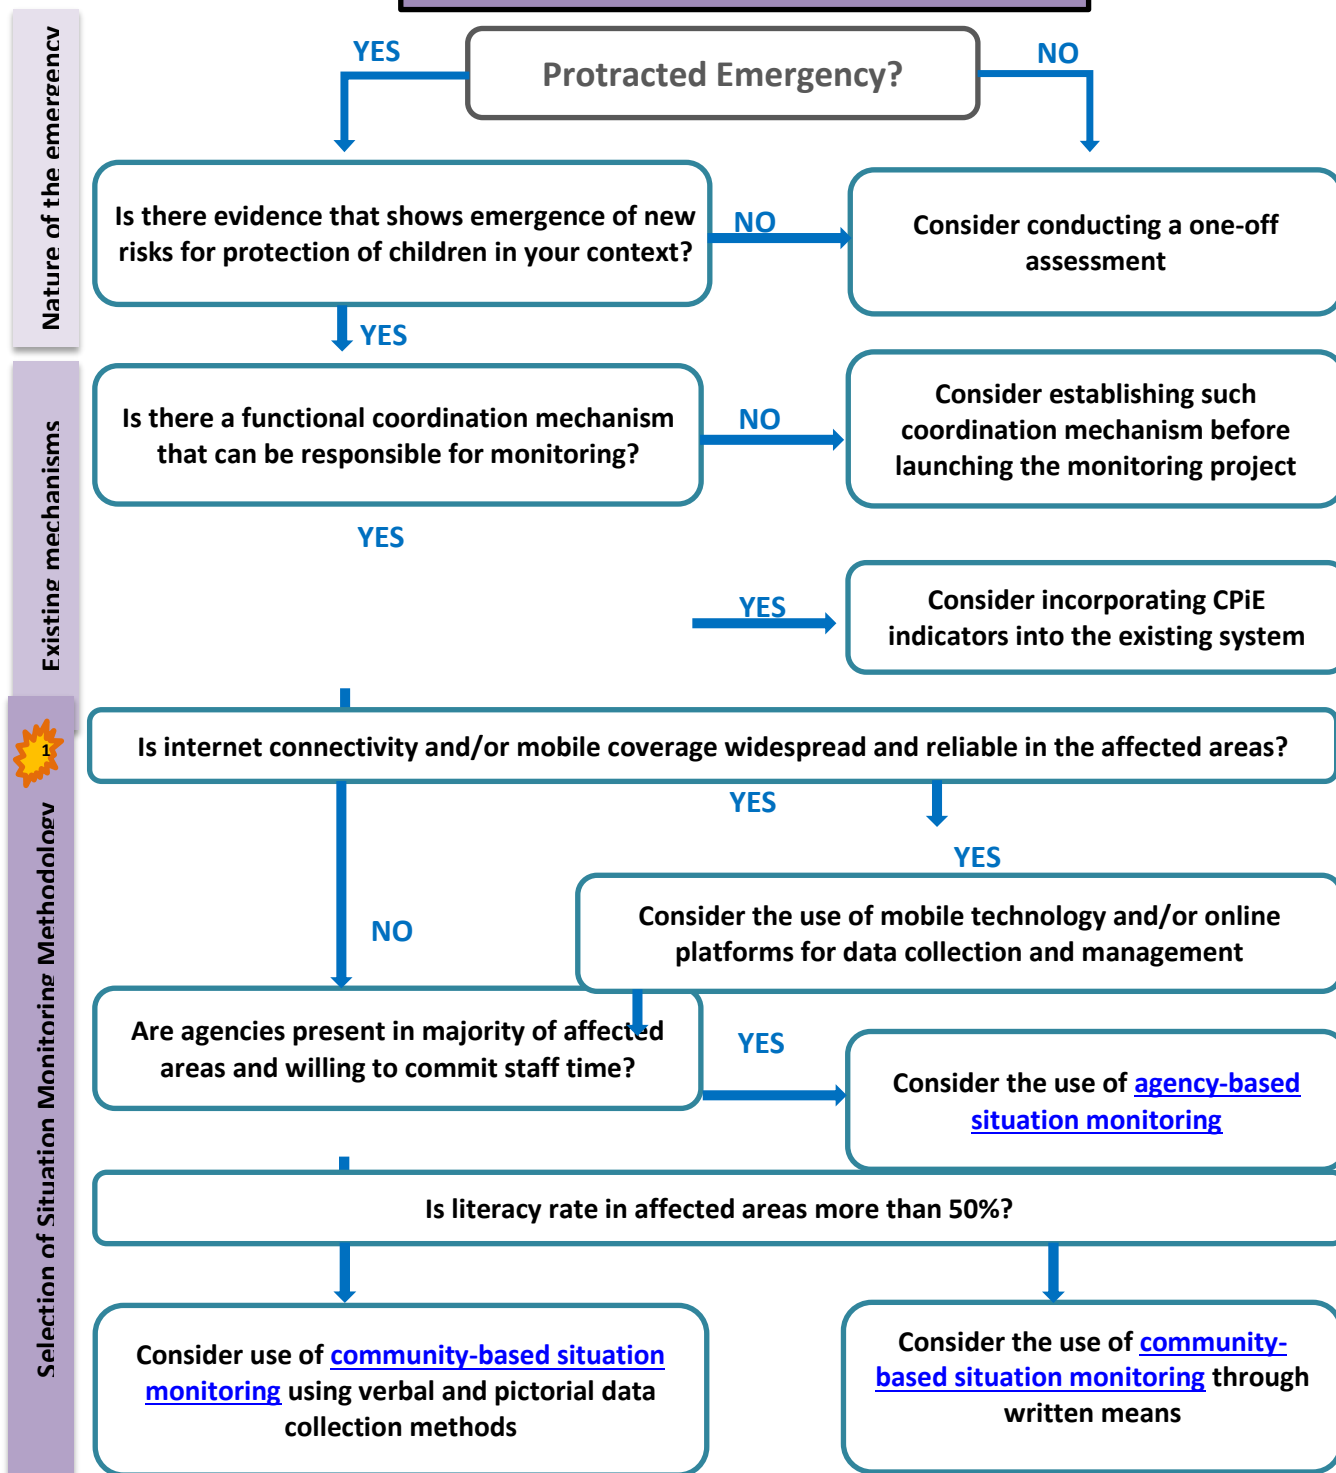 YES
NO
Protracted Emergency?
Nature of the emergency
Is there evidence that shows emergence of new
risks for protection of children in your context?
NO
Consider conducting a one-off
assessment
YES
Existing mechanisms
Is there a functional coordination mechanism
that can be responsible for monitoring?
NO
Consider establishing such
coordination mechanism before
launching the monitoring project
YES
YES
Consider incorporating CPiE
indicators into the existing system
1
Selection of Situation Monitoring Methodology
Is internet connectivity and/or mobile coverage widespread and reliable in the affected areas?
YES
YES
NO
Consider the use of mobile technology and/or online
platforms for data collection and management
Are agencies present in majority of affected
areas and willing to commit staff time?
YES
Consider the use of agency-based
situation monitoring
Is literacy rate in affected areas more than 50%?
Consider use of community-based situation
monitoring using verbal and pictorial data
collection methods
Consider the use of community-
based situation monitoring through
written means